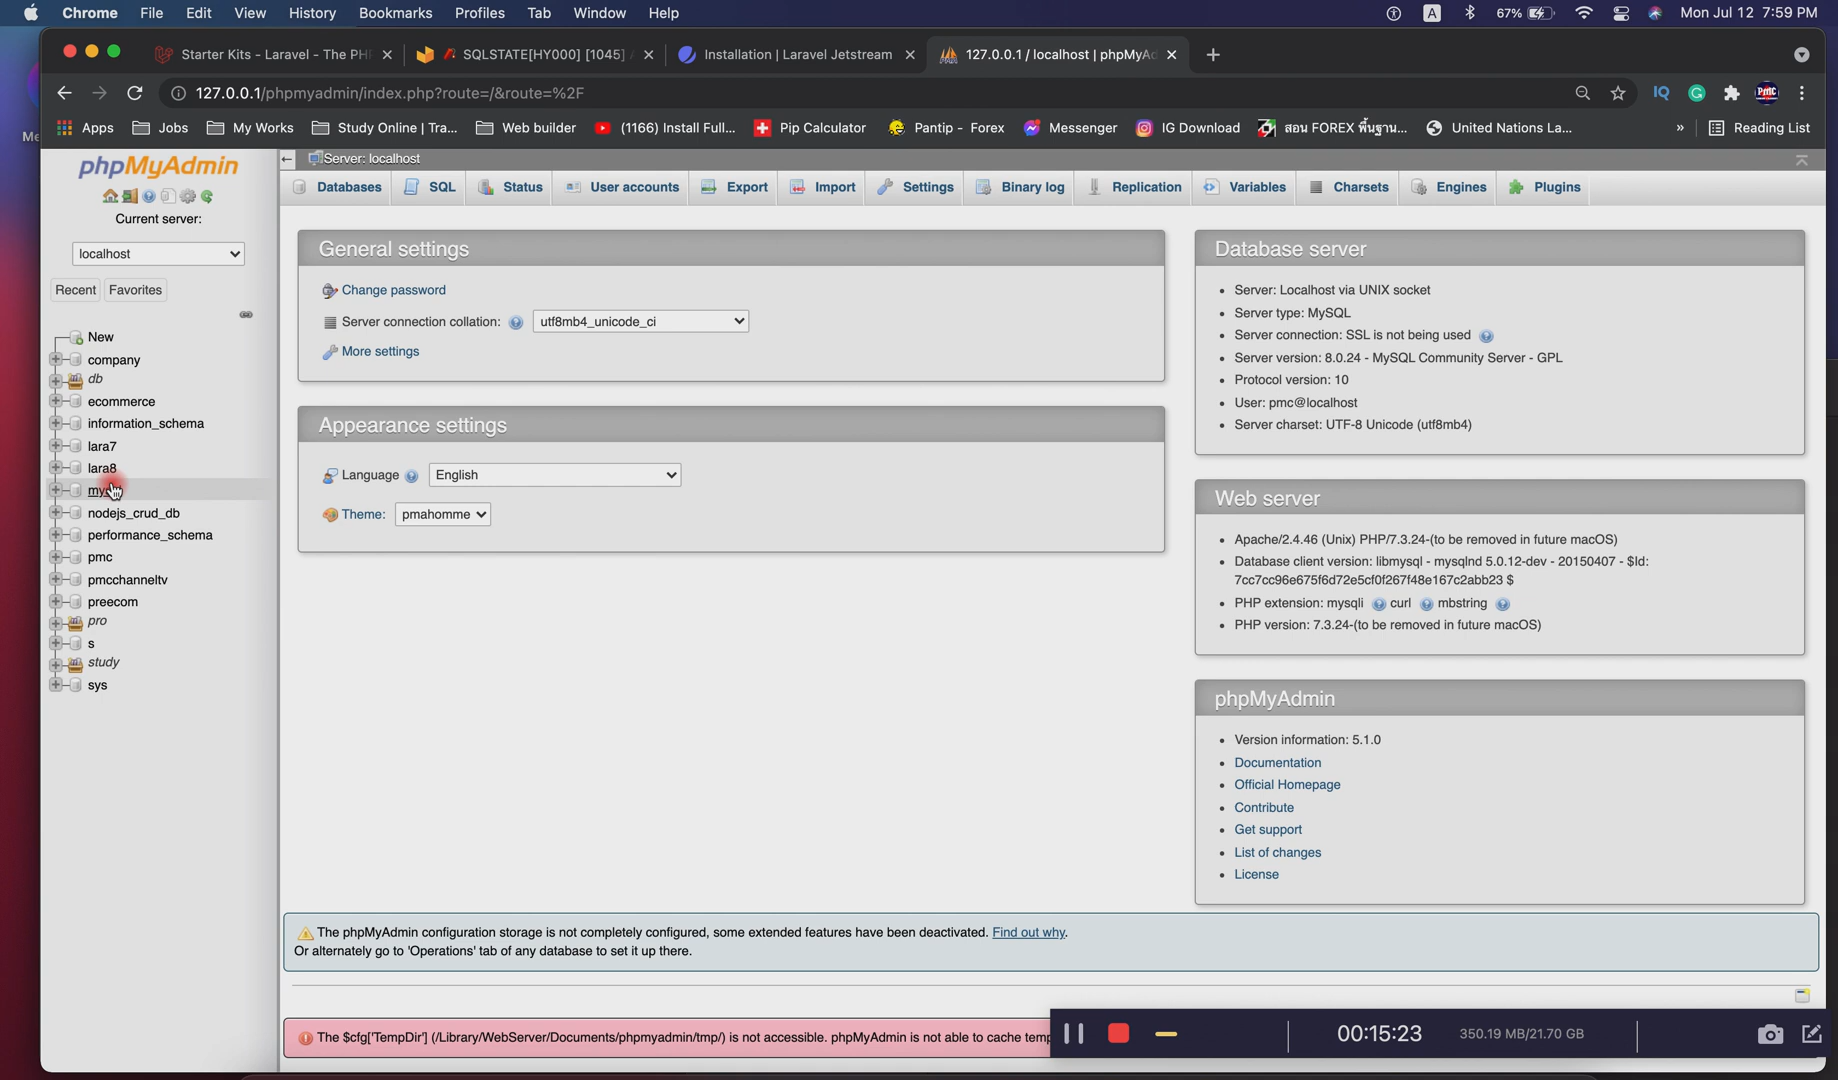 Chrome File Edit View History Bookmarks Profiles Tab Window Help A 67% Mon Jul 12 7:59 PM
Starter Kits - Laravel - The PHP SQLSTATE[HY000] [1045] Installation | Laravel Jetstream 127.0.0.1 / localhost | phpMyAd
127.0.0.1/phpmyadmin/index.php?route=/&route=%2F IQ
Apps Jobs My Works Study Online | Tra... Web builder (1166) Install Full... Pip Calculator Pantip - Forex Messenger IG Download สอน FOREX พื้นฐาน... United Nations La... » Reading List
phpMyAdmin
Server: localhost
Databases SQL Status User accounts Export Import Settings Binary log Replication Variables Charsets Engines Plugins
Current server:
localhost
Recent Favorites
New
company
db
ecommerce
information_schema
lara7
lara8
nodejs_crud_db
performance_schema
pmc
pmcchanneltv
preecom
pro
s
study
sys
General settings
Change password
Server connection collation: utf8mb4_unicode_ci
More settings
Appearance settings
Language English
Theme: pmahomme
Database server
Server: Localhost via UNIX socket
Server type: MySQL
Server connection: SSL is not being used
Server version: 8.0.24 - MySQL Community Server - GPL
Protocol version: 10
User: pmc@localhost
Server charset: UTF-8 Unicode (utf8mb4)
Web server
Apache/2.4.46 (Unix) PHP/7.3.24-(to be removed in future macOS)
Database client version: libmysql - mysqlnd 5.0.12-dev - 20150407 - $Id:
7cc7cc96e675f6d72e5cf0f267f48e167c2abb23 $
PHP extension: mysqli curl mbstring
PHP version: 7.3.24-(to be removed in future macOS)
phpMyAdmin
Version information: 5.1.0
Documentation
Official Homepage
Contribute
Get support
List of changes
License
The phpMyAdmin configuration storage is not completely configured, some extended features have been deactivated. Find out why.
Or alternately go to 'Operations' tab of any database to set it up there.
The $cfg['TempDir'] (/Library/WebServer/Documents/phpmyadmin/tmp/) is not accessible. phpMyAdmin is not able to cache temp
00:15:23 350.19 MB/21.70 GB